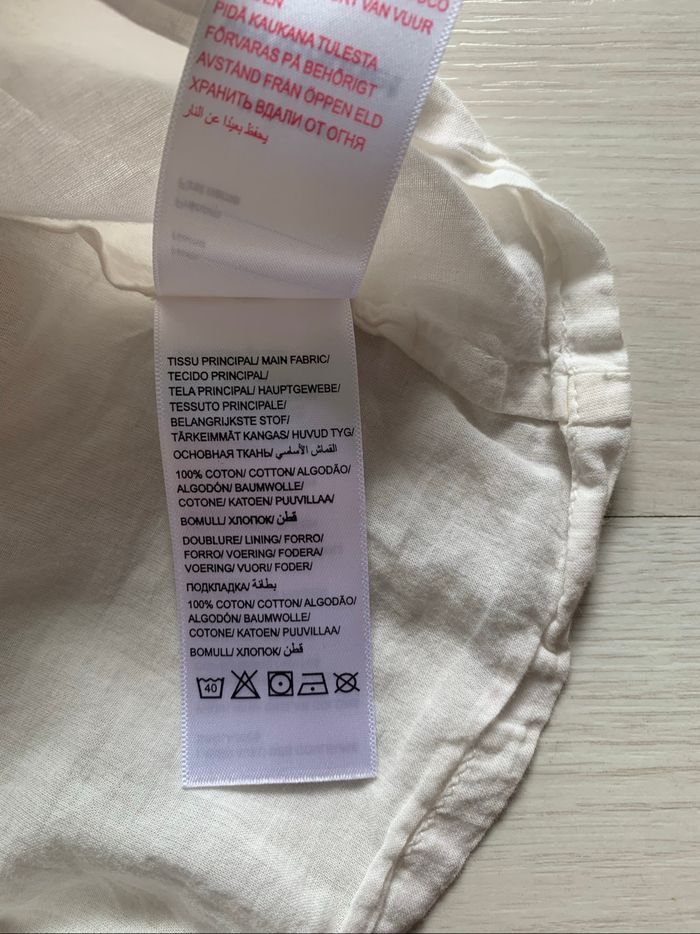 VAN VUUR
PIDÄ KAUKANA TULESTA
FÖRVARAS PÅ BEHÖRIGT
AVSTÅND FRÅN ÖPPEN ELD
ХРАНИТЬ ВДАЛИ ОТ ОГНЯ
يحفظ بعيدًا عن النار
TISSU PRINCIPAL/ MAIN FABRIC/
TECIDO PRINCIPAL/
TELA PRINCIPAL/ HAUPTGEWEBE/
TESSUTO PRINCIPALE/
BELANGRIJKSTE STOF/
TÄRKEIMMÄT KANGAS/ HUVUD TYG/
ОСНОВНАЯ ТКАНЬ/ القماش الأساسي
100% COTON/ COTTON/ ALGODÃO/
ALGODÓN/ BAUMWOLLE/
COTONE/ KATOEN/ PUUVILLAA/
BOMULL/ ХЛОПОК/ قطن
DOUBLURE/ LINING/ FORRO/
FORRO/ VOERING/ FODERA/
VOERING/ VUORI/ FODER/
ПОДКЛАДКА/ بطانة
100% COTON/ COTTON/ ALGODÃO/
ALGODÓN/ BAUMWOLLE/
COTONE/ KATOEN/ PUUVILLAA/
BOMULL/ ХЛОПОК/ قطن
40